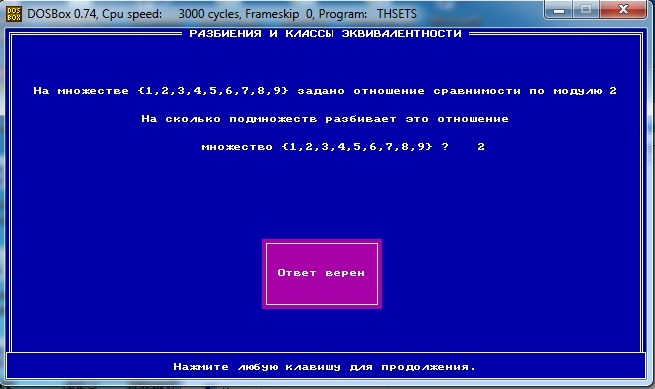 DOSBox 0.74, Cpu speed: 3000 cycles, Frameskip 0, Program: THSETS
РАЗБИЕНИЯ И КЛАССЫ ЭКВИВАЛЕНТНОСТИ
На множестве {1,2,3,4,5,6,7,8,9} задано отношение сравнимости по модулю 2
На сколько подмножеств разбивает это отношение
множество {1,2,3,4,5,6,7,8,9} ? 2
Ответ верен
Нажмите любую клавишу для продолжения.